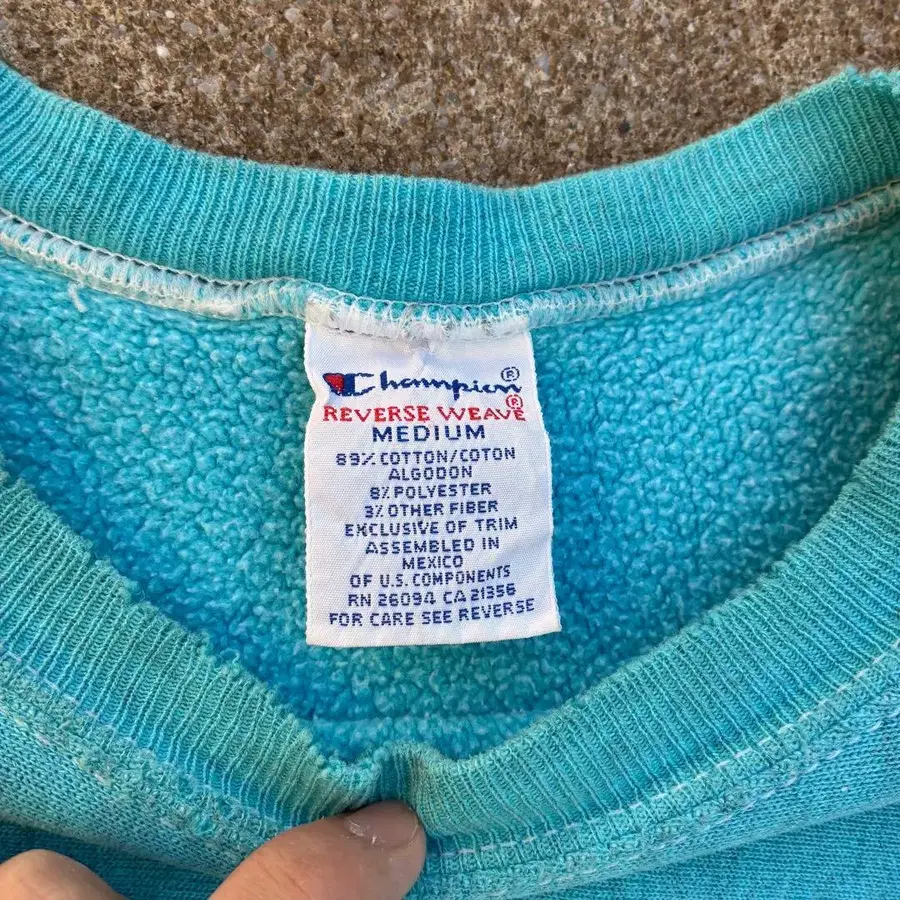 Champion®
REVERSE WEAVE®
MEDIUM
89% COTTON/COTON
ALGODON
8% POLYESTER
3% OTHER FIBER
EXCLUSIVE OF TRIM
ASSEMBLED IN
MEXICO
OF U.S. COMPONENTS
RN 26094 CA 21356
FOR CARE SEE REVERSE